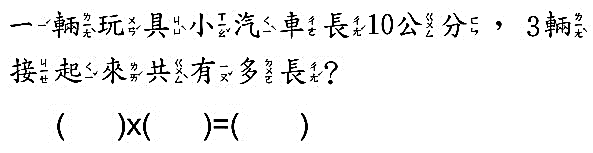 一輛玩具小汽車長10公分，3輛
接起來共有多長?
(　　)x(　　)=(　　)